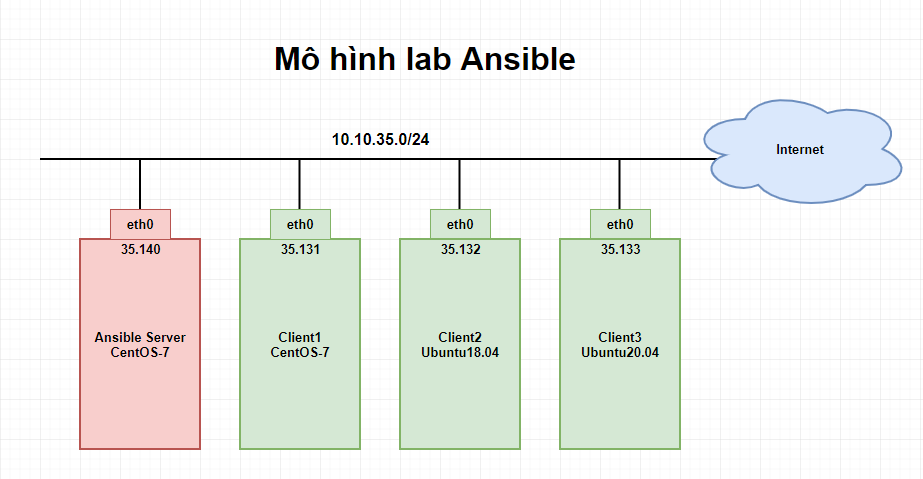 Mô hình lab Ansible
10.10.35.0/24
Internet
eth0
eth0
eth0
eth0
35.140
35.131
35.132
35.133
Ansible Server
CentOS-7
Client1
CentOS-7
Client2
Ubuntu18.04
Client3
Ubuntu20.04